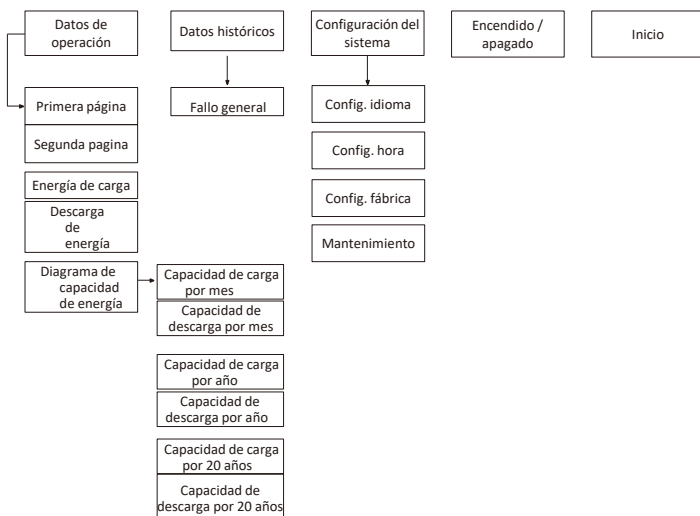 Datos de
operación
Datos históricos
Configuración del
sistema
Encendido /
apagado
Inicio
Primera página
Segunda pagina
Energía de carga
Descarga
de
energía
Diagrama de
capacidad
de energía
Fallo general
Config. idioma
Config. hora
Config. fábrica
Mantenimiento
Capacidad de carga
por mes
Capacidad de
descarga por mes
Capacidad de carga
por año
Capacidad de
descarga por año
Capacidad de carga
por 20 años
Capacidad de
descarga por 20 años